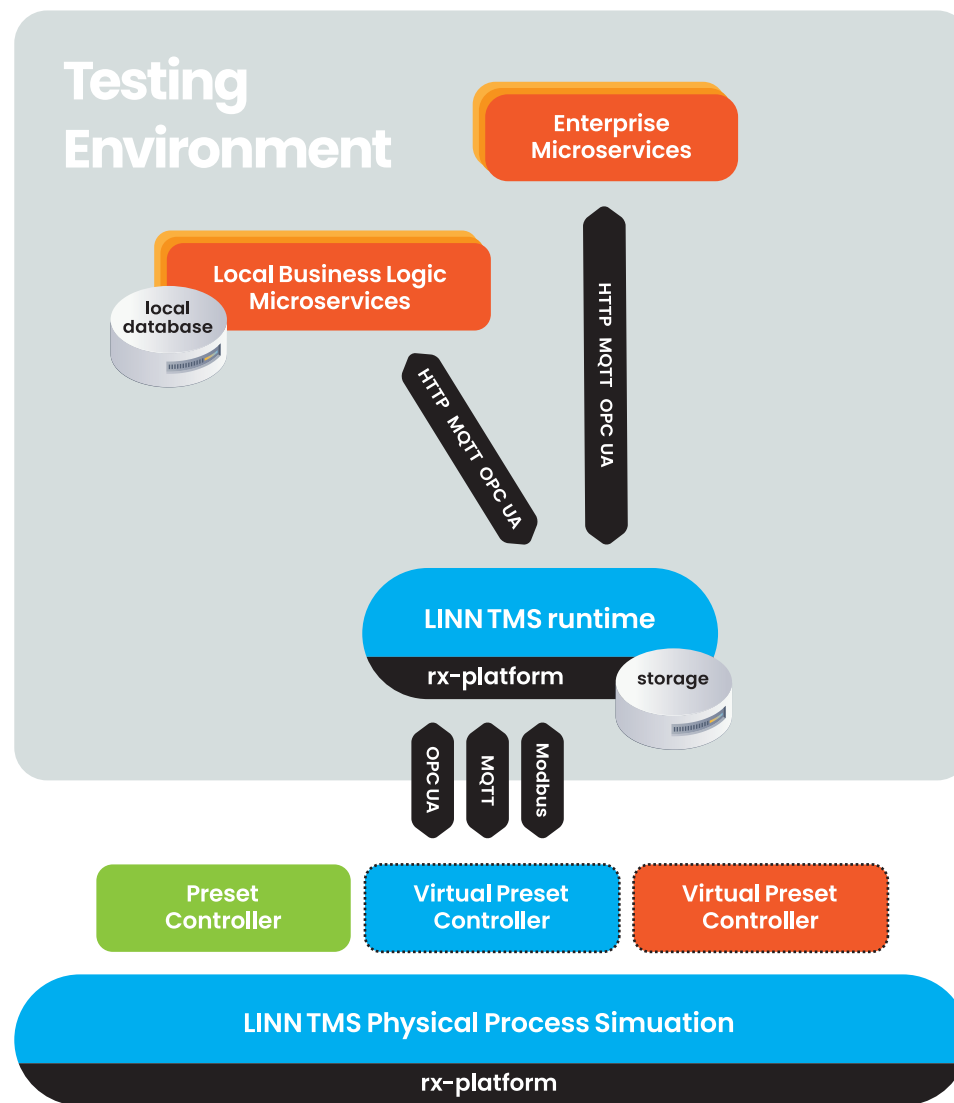 Testing
Environment
Enterprise
Microservices
Local Business Logic
Microservices
local
database
HTTP MQTT OPC UA
HTTP MQTT OPC UA
LINN TMS runtime
rx-platform
storage
OPC UA
MQTT
Modbus
Preset
Controller
Virtual Preset
Controller
Virtual Preset
Controller
LINN TMS Physical Process Simuation
rx-platform